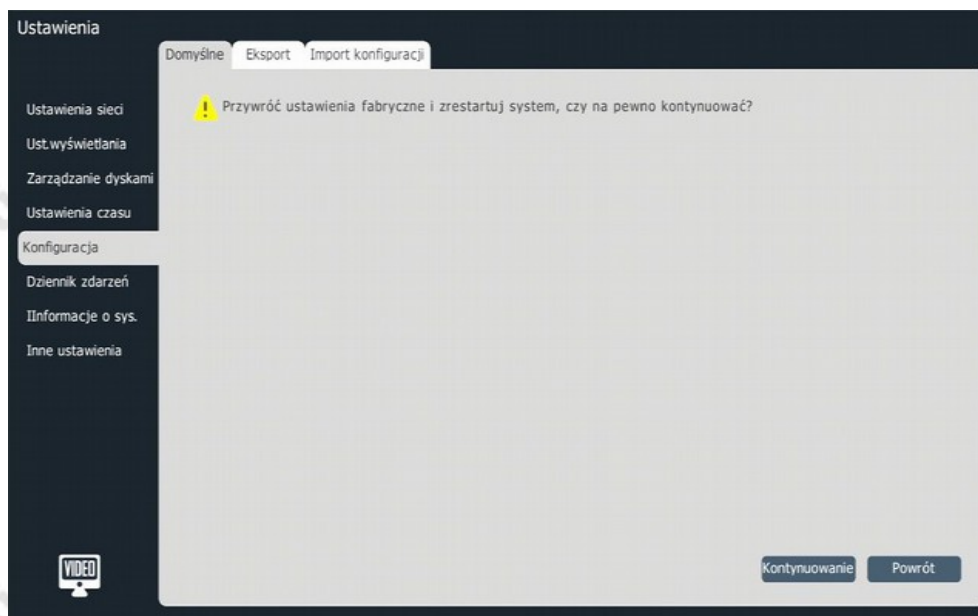 Ustawienia
Domyślne Eksport Import konfiguracji
Przywróć ustawienia fabryczne i zrestartuj system, czy na pewno kontynuować?
Ustawienia sieci
Ust.wyświetlania
Zarządzanie dyskami
Ustawienia czasu
Konfiguracja
Dziennik zdarzeń
IInformacje o sys.
Inne ustawienia
VIDEO
Kontynuowanie Powrót